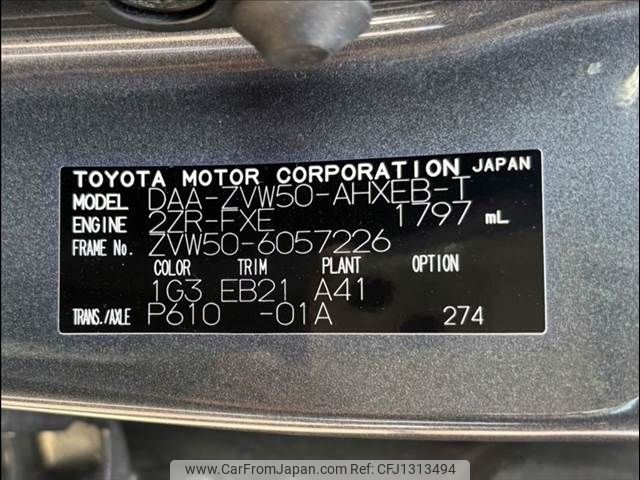 TOYOTA MOTOR CORPORATION JAPAN
MODEL DAA-ZVW50-AHXEB-T
ENGINE 2ZR-FXE 1797 mL
FRAME No. ZVW50-6057226
COLOR TRIM PLANT OPTION
1G3 EB21 A41
TRANS./AXLE P610 -01A 274
www.CarFromJapan.com | CFJ1313494